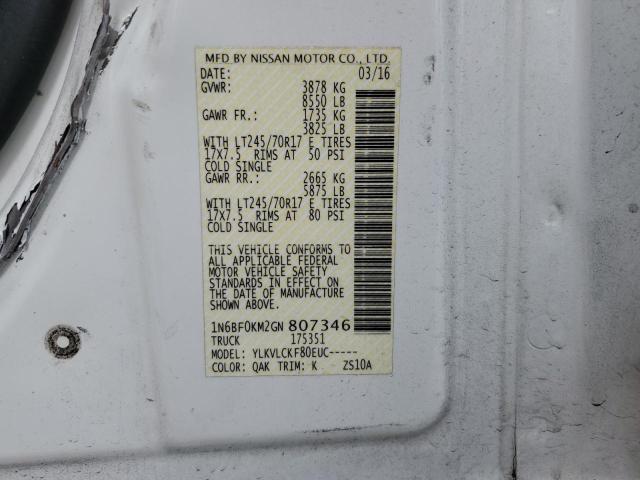 MFD BY NISSAN MOTOR CO., LTD.
DATE: 03/16
GVWR: 3878 KG
8550 LB
GAWR FR.: 1735 KG
3825 LB
WITH LT245/70R17 E TIRES
17X7.5 RIMS AT 50 PSI
COLD SINGLE
GAWR RR.: 2665 KG
5875 LB
WITH LT245/70R17 E TIRES
17X7.5 RIMS AT 80 PSI
COLD SINGLE
THIS VEHICLE CONFORMS TO
ALL APPLICABLE FEDERAL
MOTOR VEHICLE SAFETY
STANDARDS IN EFFECT ON
THE DATE OF MANUFACTURE
SHOWN ABOVE.
1N6BF0KM2GN 807346
TRUCK 175351
MODEL: YLKVLCKF80EUC-----
COLOR: QAK TRIM: K ZS10A